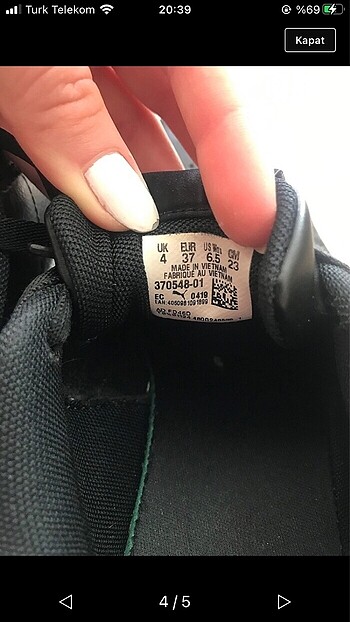 Turk Telekom
20:39
%69
Kapat
UK EUR US CM
4 37 6.5 23
MADE IN VIETNAM
FABRIQUE AU VIETNAM
370548-01
EC 0419
EAN:
4 / 5